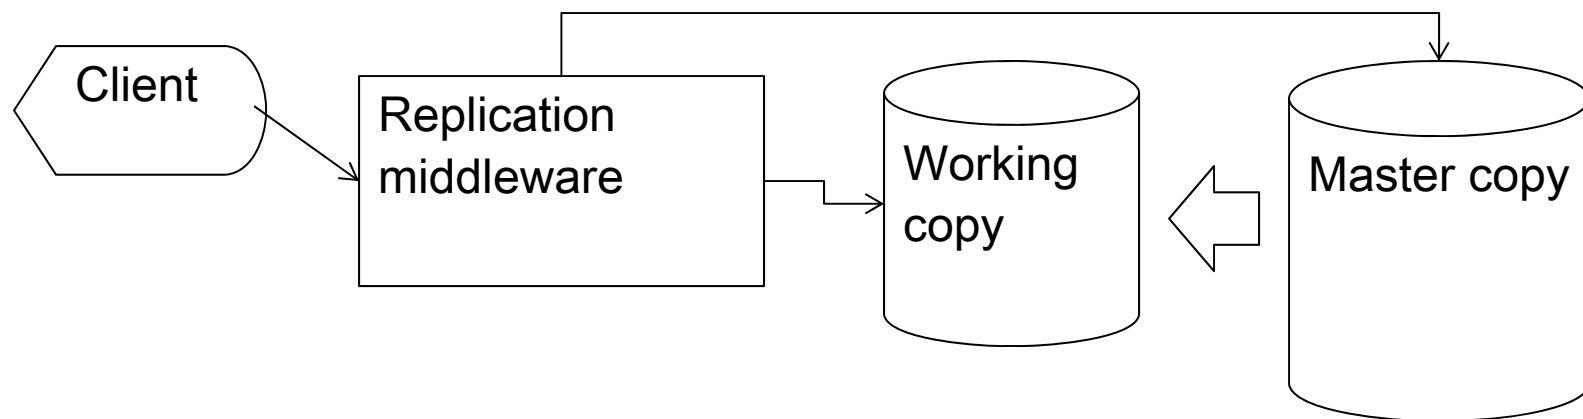 Client
Replication
middleware
Working
copy
Master copy